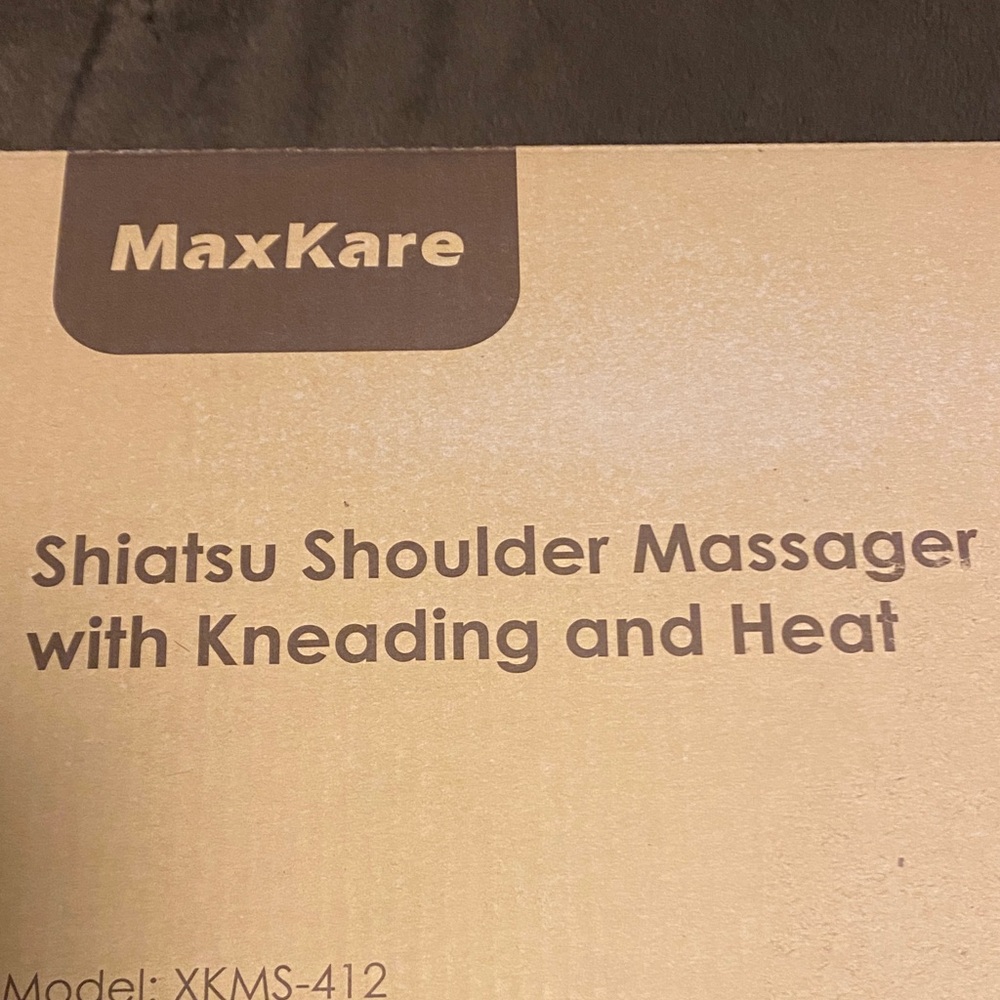 MaxKare
Shiatsu Shoulder Massager
with Kneading and Heat
Model: XKMS-412